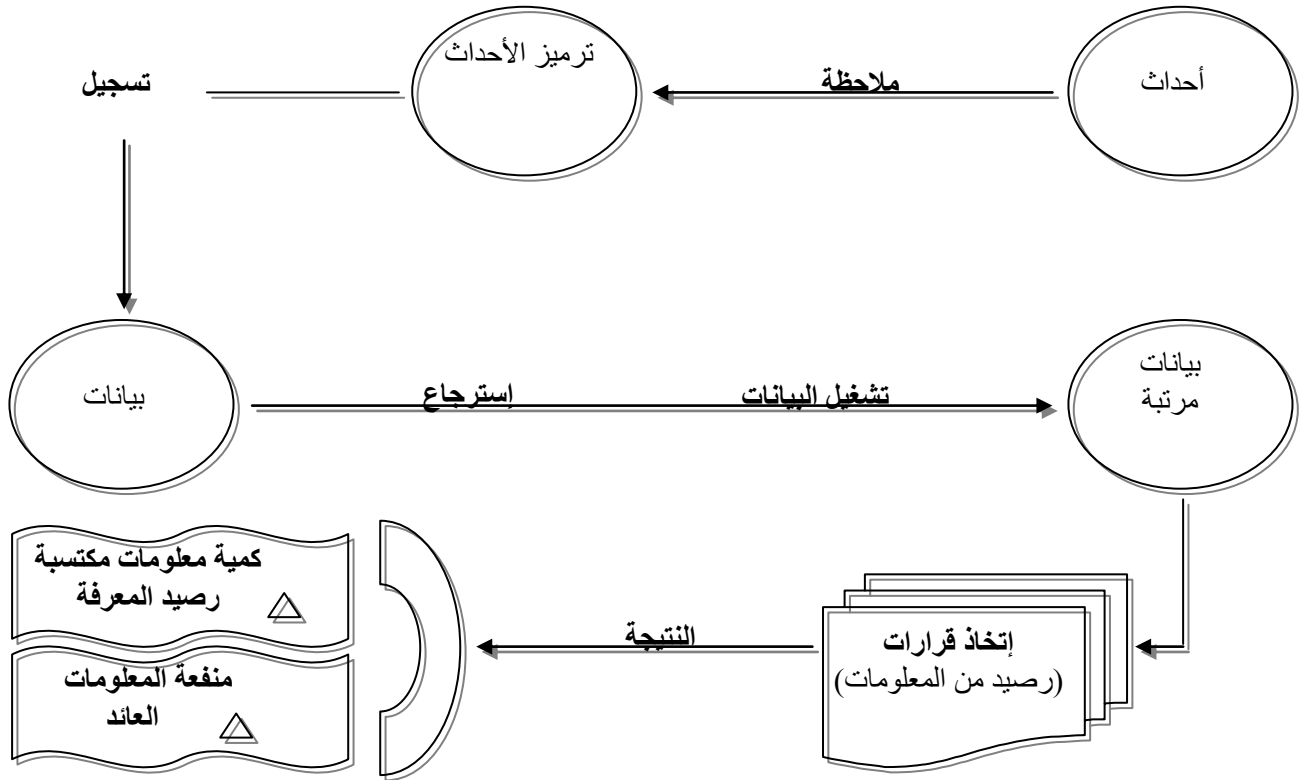 أحداث
ملاحظة
ترميز الأحداث
تسجيل
بيانات
إسترجاع
تشغيل البيانات
بيانات
مرتبة
إتخاذ قرارات
(رصيد من المعلومات)
النتيجة
كمية معلومات مكتسبة
رصيد المعرفة
منفعة المعلومات
العائد